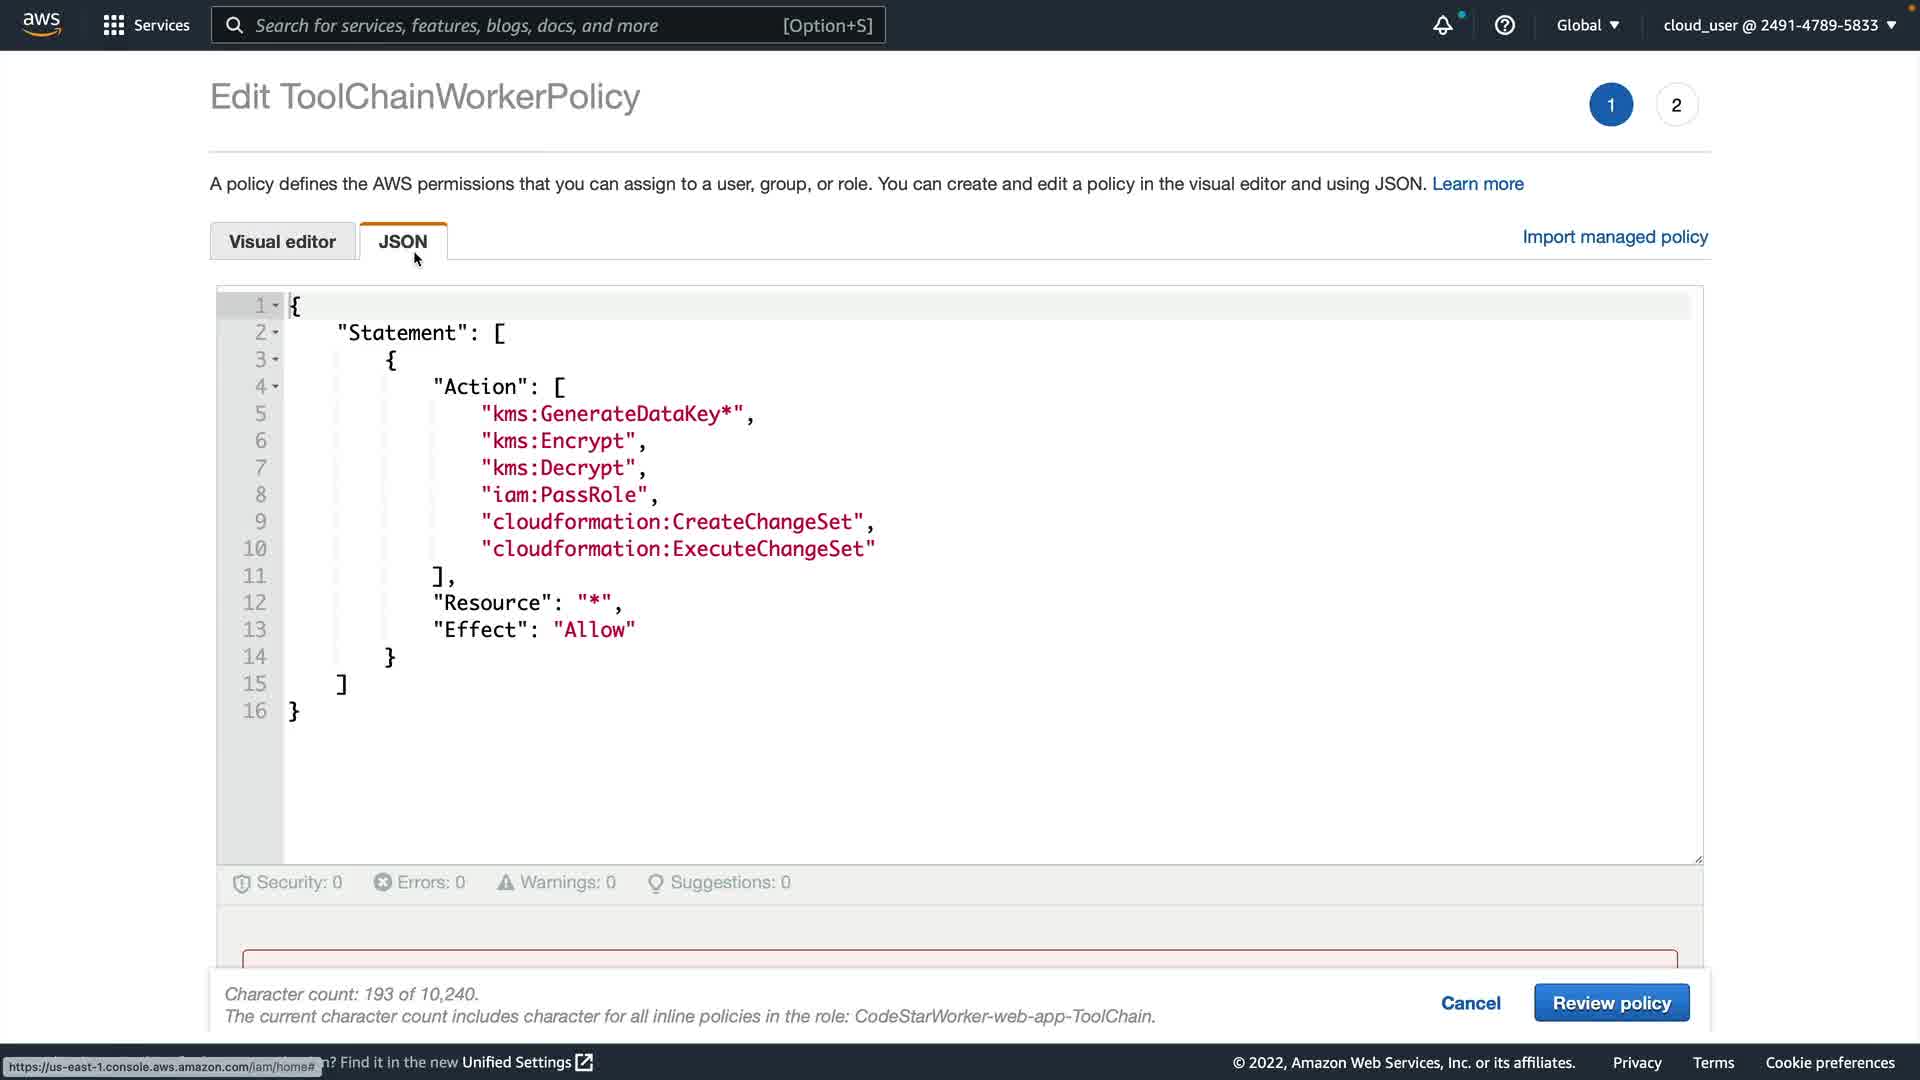 aws
Services
Search for services, features, blogs, docs, and more
[Option+S]
Global ▼
cloud_user @ 2491-4789-5833 ▼
Edit ToolChainWorkerPolicy
1
2
A policy defines the AWS permissions that you can assign to a user, group, or role. You can create and edit a policy in the visual editor and using JSON. Learn more
Visual editor
JSON
Import managed policy
1 {
2 "Statement": [
3 {
4 "Action": [
5 "kms:GenerateDataKey*",
6 "kms:Encrypt",
7 "kms:Decrypt",
8 "iam:PassRole",
9 "cloudformation:CreateChangeSet",
10 "cloudformation:ExecuteChangeSet"
11 ],
12 "Resource": "*",
13 "Effect": "Allow"
14 }
15 ]
16 }
Security: 0
Errors: 0
Warnings: 0
Suggestions: 0
Character count: 193 of 10,240.
The current character count includes character for all inline policies in the role: CodeStarWorker-web-app-ToolChain.
Cancel
Review policy
https://us-east-1.console.aws.amazon.com/iam/home#
? Find it in the new Unified Settings
© 2022, Amazon Web Services, Inc. or its affiliates.
Privacy
Terms
Cookie preferences